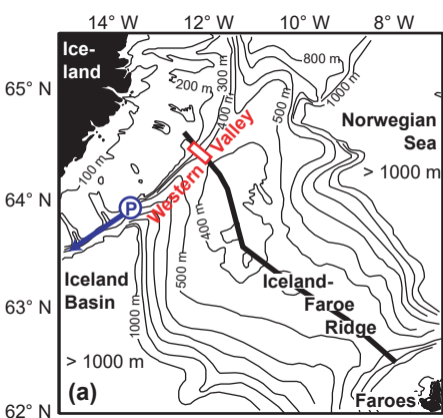 14° W 12° W 10° W 8° W
Ice-
land
65° N
200 m
300 m
400 m
500 m
800 m
1000 m
Norwegian
Sea
> 1000 m
100 m
Western Valley
64° N
P
400 m
500 m
1000 m
Iceland
Basin
Iceland-
Faroe
Ridge
63° N
> 1000 m
(a)
Faroes
62° N